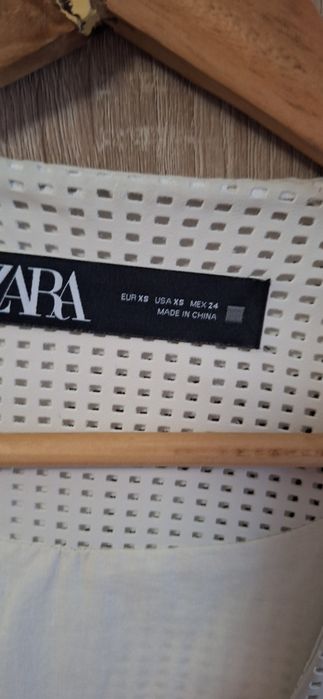 ZARA
EUR XS USA XS MEX 24
MADE IN CHINA